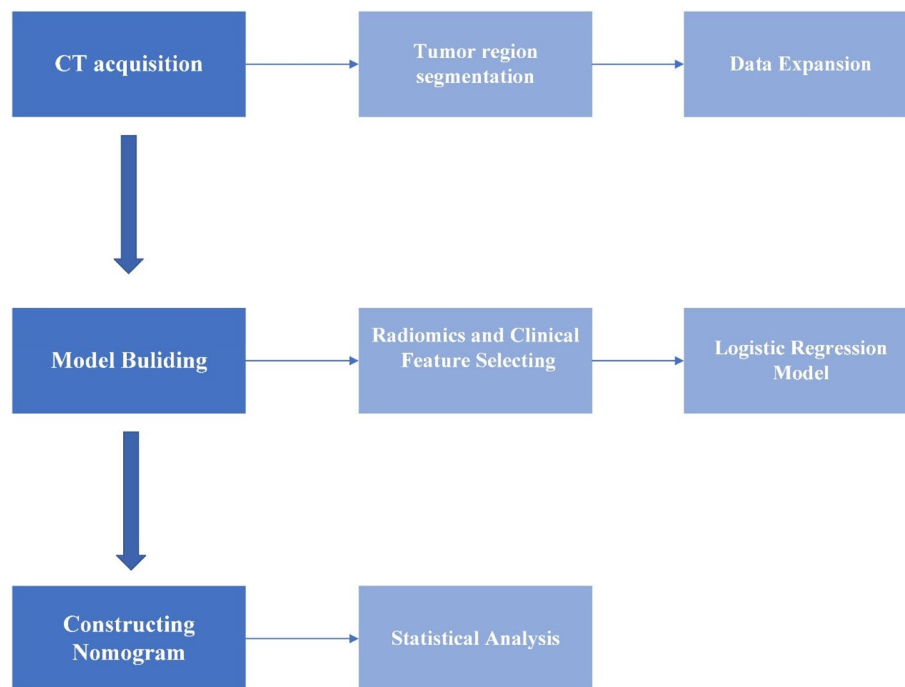 CT acquisition
Tumor region
segmentation
Data Expansion
Model Buliding
Radiomics and Clinical
Feature Selecting
Logistic Regression
Model
Constructing
Nomogram
Statistical Analysis